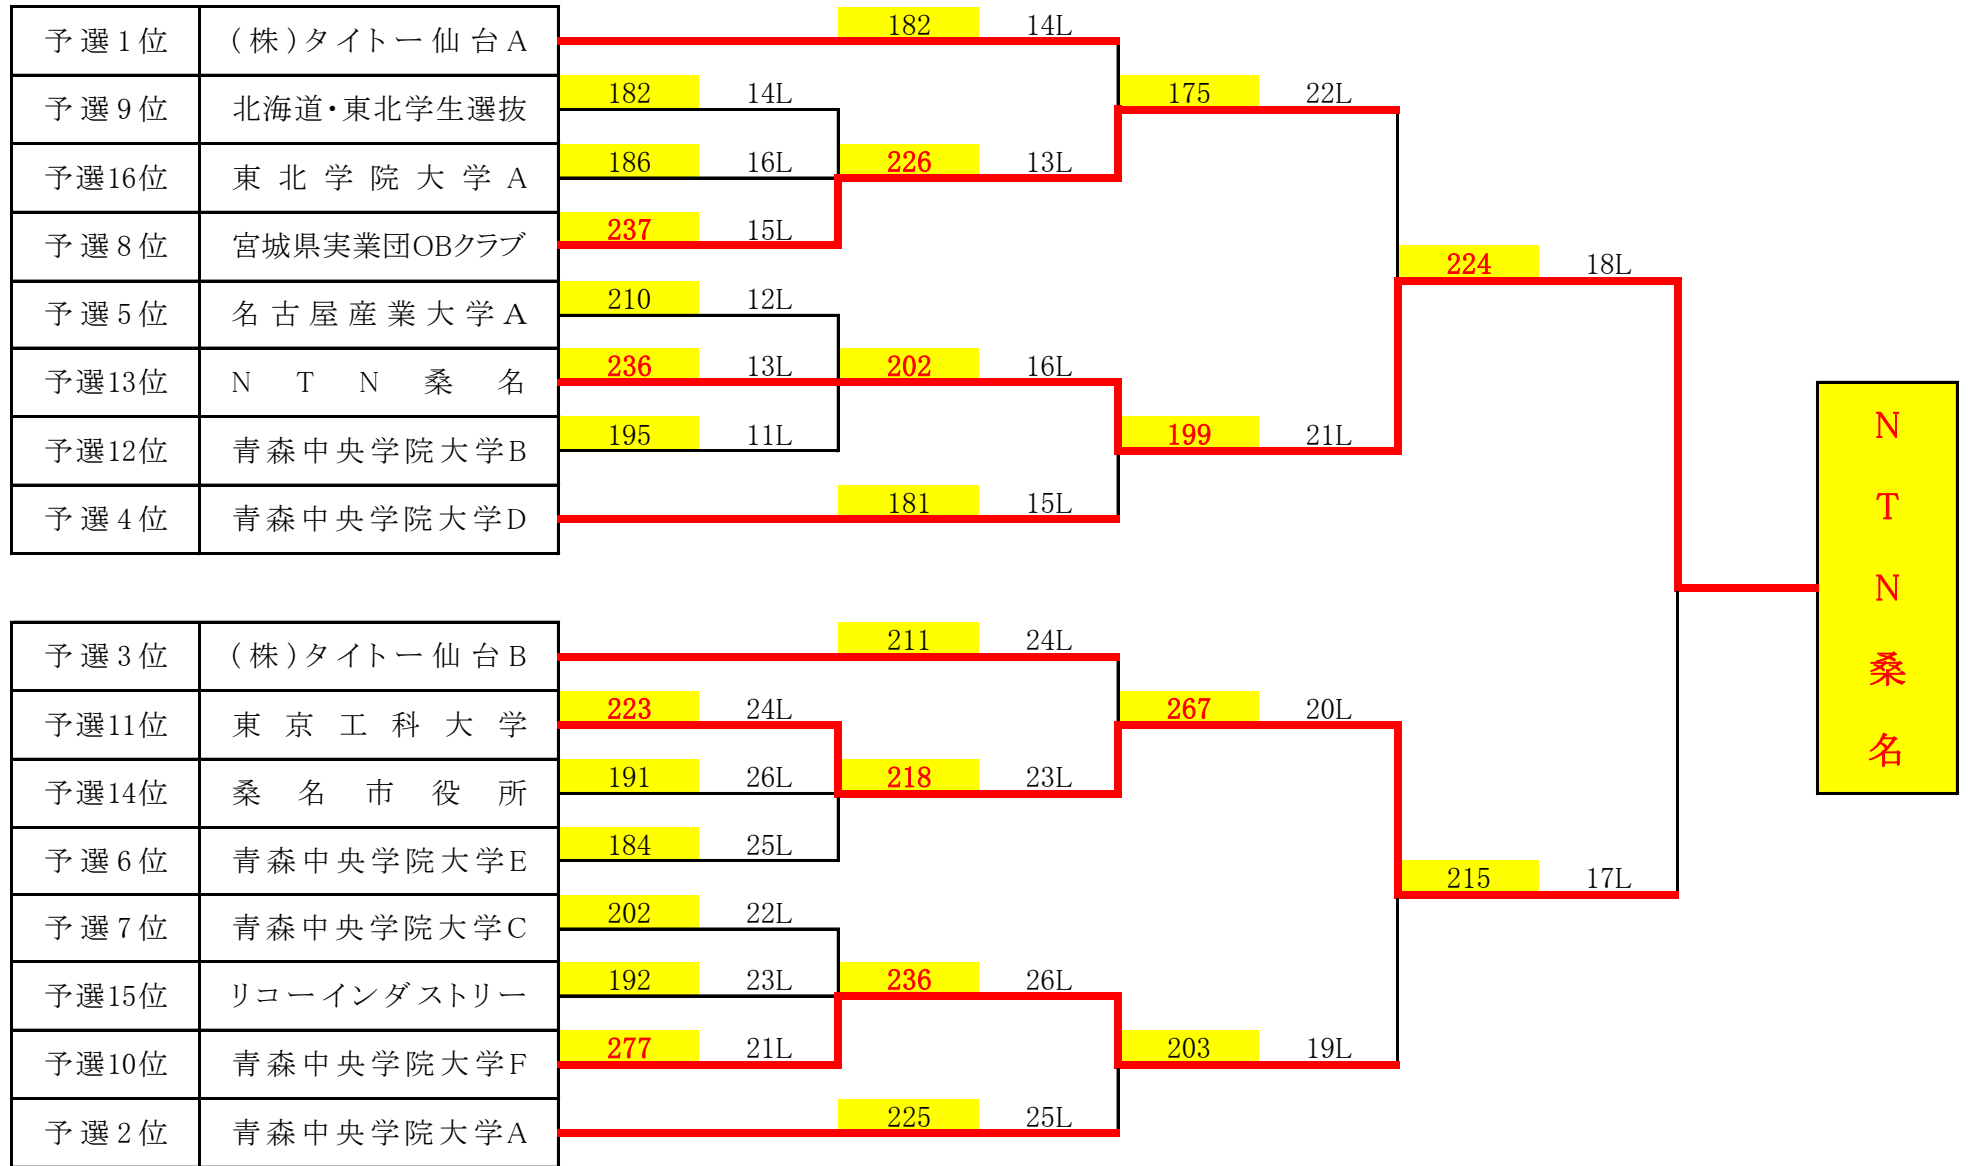 182 14L
予選1位 (株)タイトー仙台A
182 14L 175 22L
予選9位 北海道・東北学生選抜
186 16L 226 13L
予選16位 東北学院大学A
237 15L
予選8位 宮城県実業団OBクラブ
224 18L
210 12L
予選5位 名古屋産業大学A
236 13L 202 16L
予選13位 NTN桑名
195 11L 199 21L
予選12位 青森中央学院大学B
181 15L
予選4位 青森中央学院大学D
N
T
N
桑
名
211 24L
予選3位 (株)タイトー仙台B
223 24L 267 20L
予選11位 東京工科大学
191 26L 218 23L
予選14位 桑名市役所
184 25L
予選6位 青森中央学院大学E
215 17L
202 22L
予選7位 青森中央学院大学C
192 23L 236 26L
予選15位 リコーインダストリー
277 21L 203 19L
予選10位 青森中央学院大学F
225 25L
予選2位 青森中央学院大学A